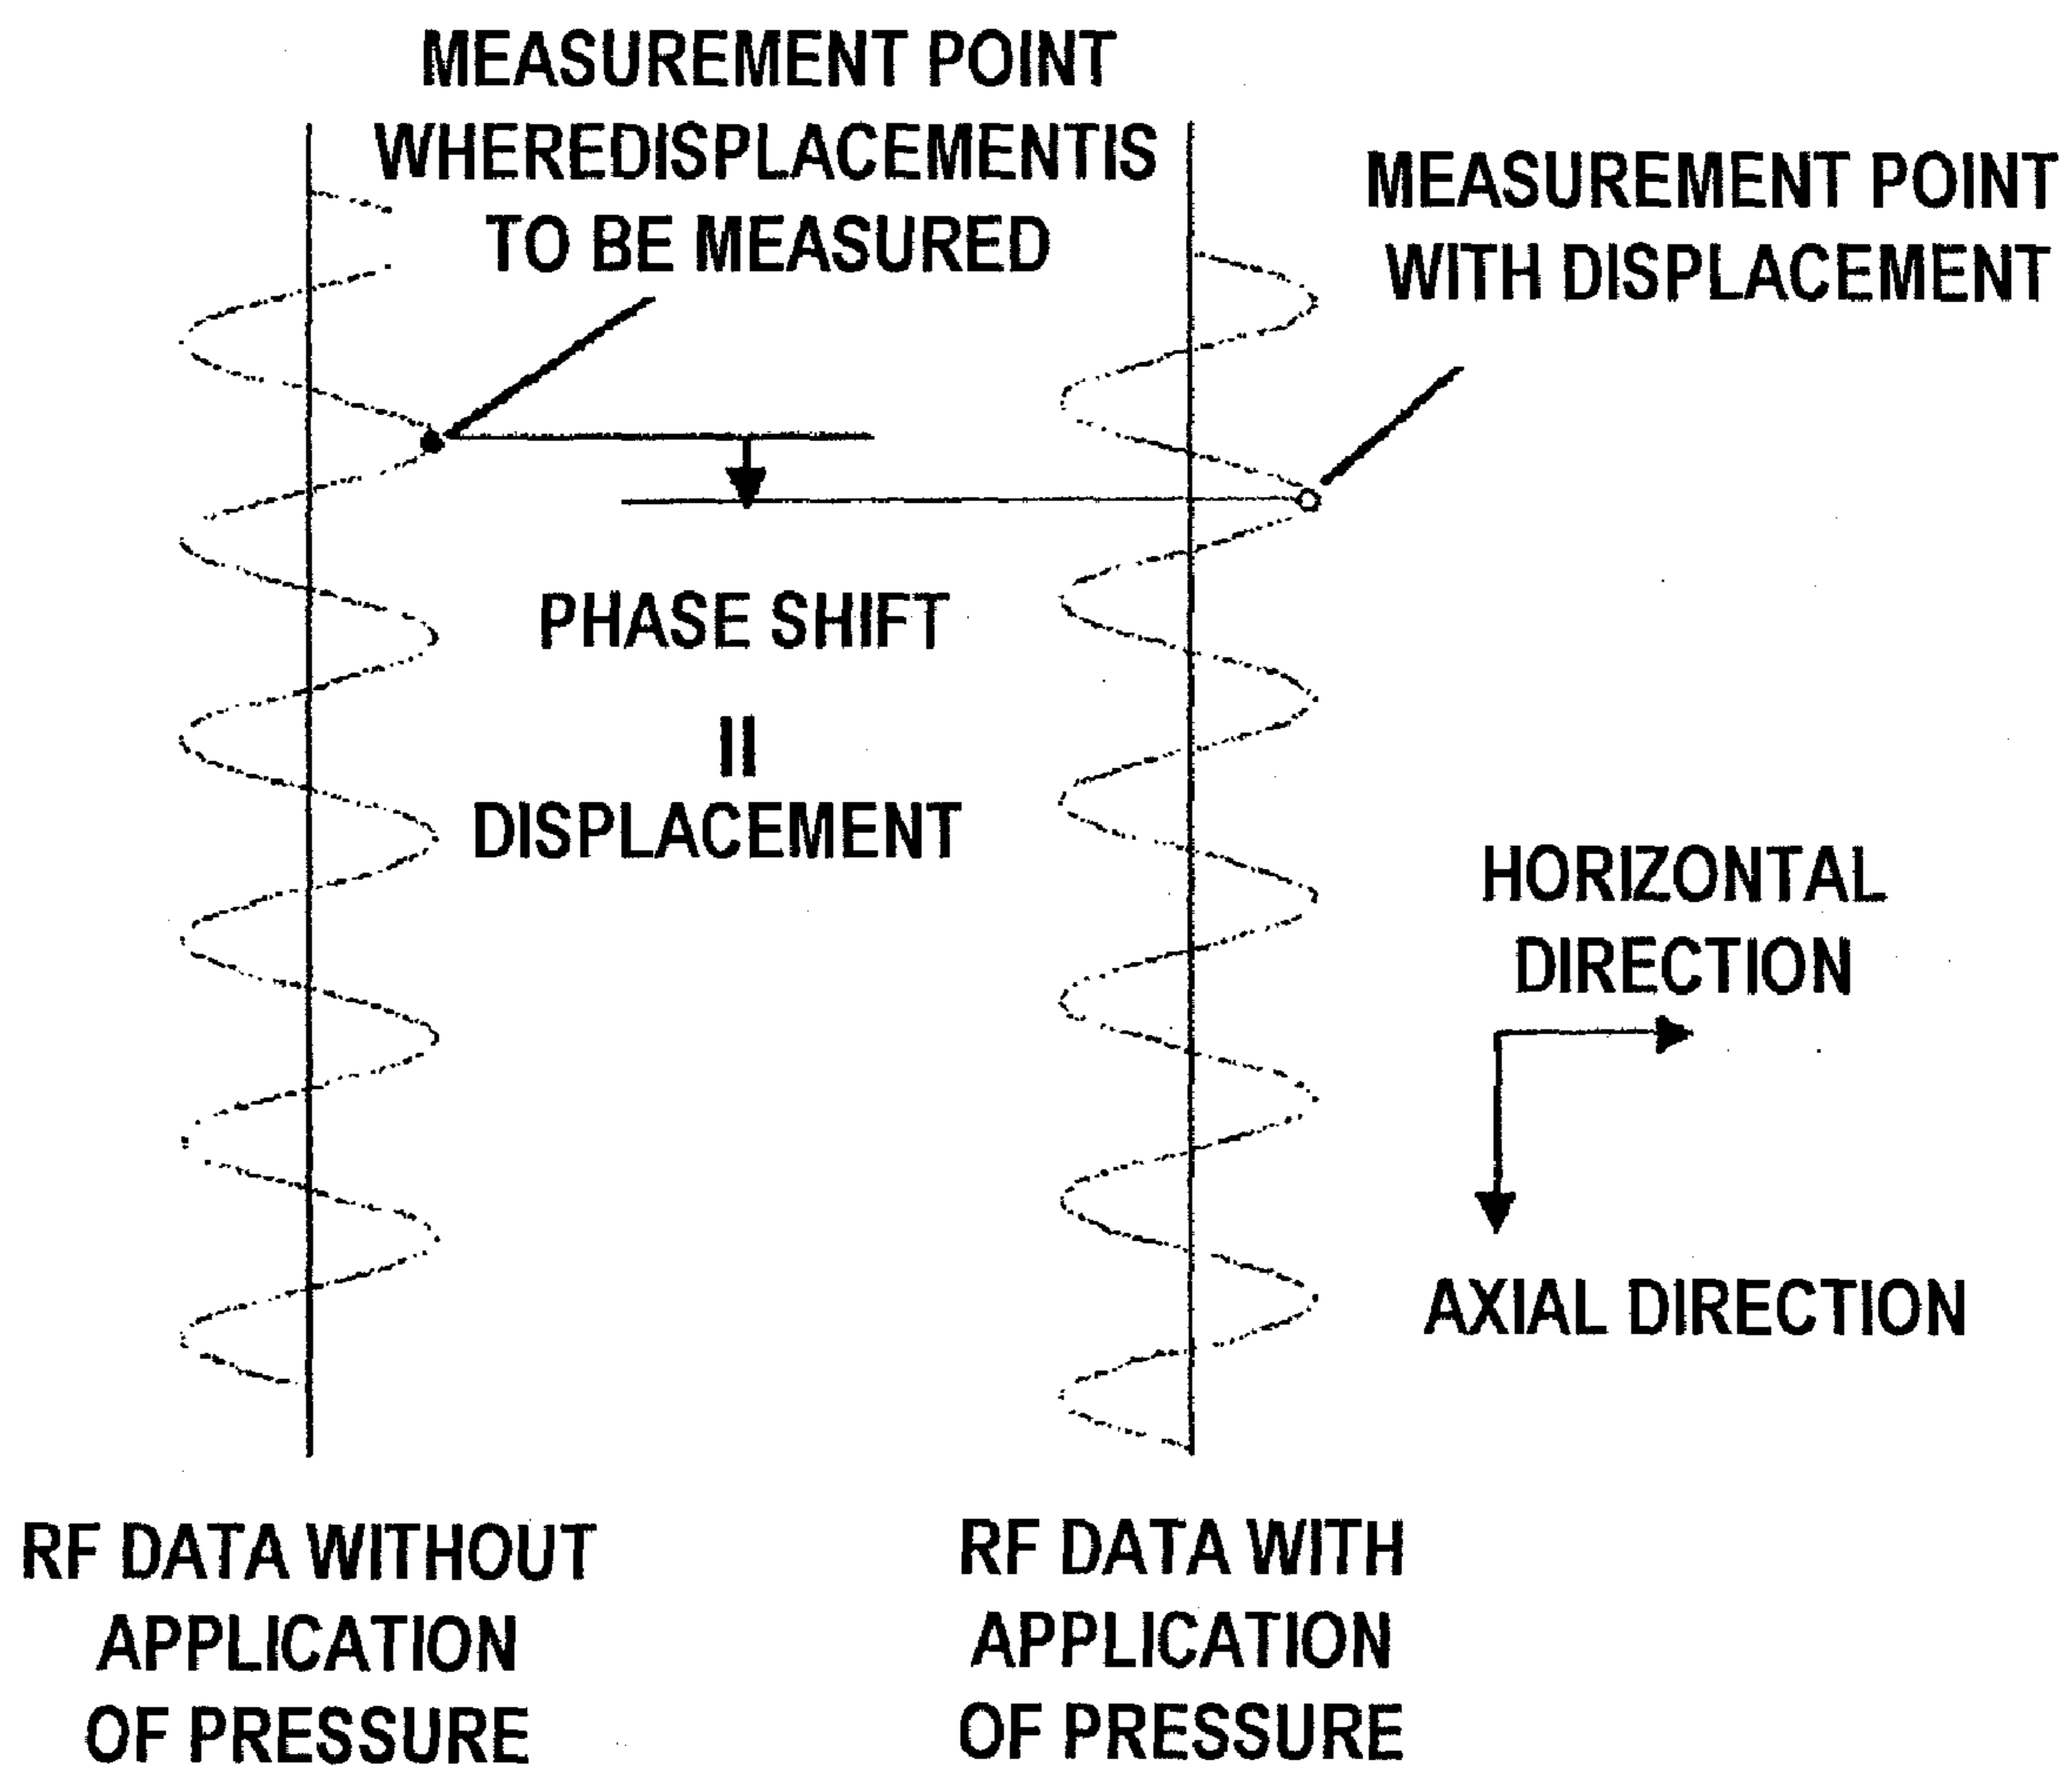 MEASUREMENT POINT
WHEREDISPLACEMENTIS
TO BE MEASURED
MEASUREMENT POINT
WITH DISPLACEMENT
PHASE SHIFT
=
DISPLACEMENT
HORIZONTAL
DIRECTION
AXIAL DIRECTION
RF DATA WITHOUT
APPLICATION
OF PRESSURE
RF DATA WITH
APPLICATION
OF PRESSURE